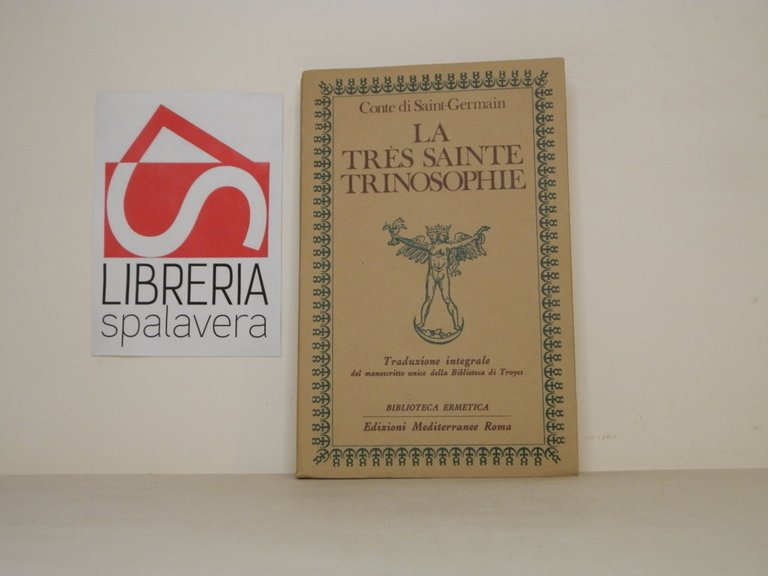 LIBRERIA
spalavera
Conte di Saint-Germain
LA
TRÈS SAINTE
TRINOSOPHIE
Traduzione integrale
del manoscritto unico della Biblioteca di Troyes
BIBLIOTECA ERMETICA
Edizioni Mediterranee Roma